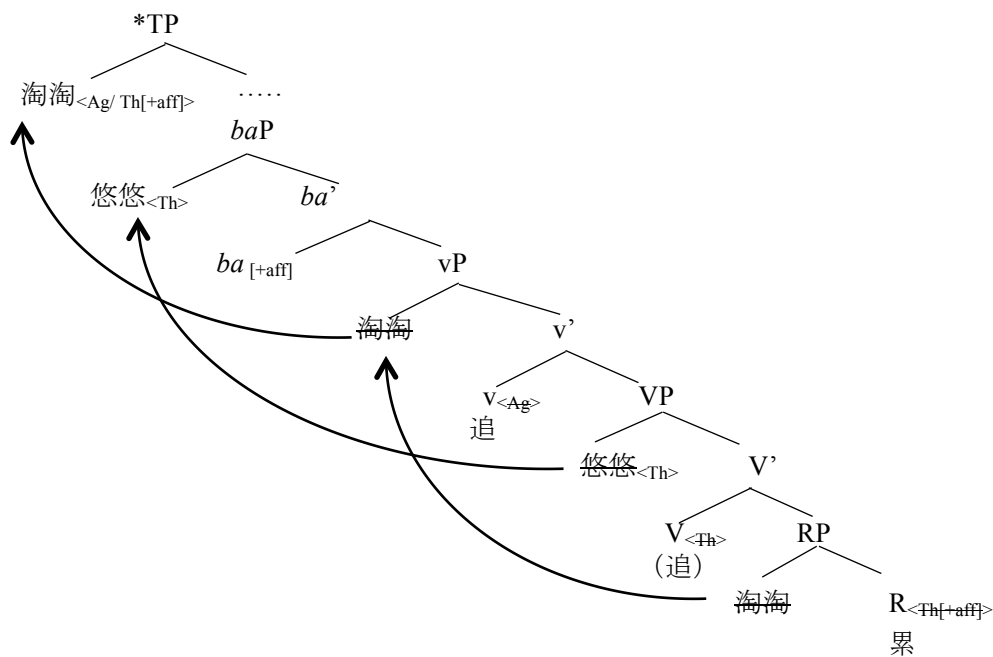 *TP
淘淘<Ag/ Th[+aff]> .....
baP
悠悠<Th> ba’
ba [+aff] vP
淘淘 v’
v<Ag> VP
追
悠悠<Th> V’
V<Th> RP
(追)
淘淘 R<Th[+aff]>
累